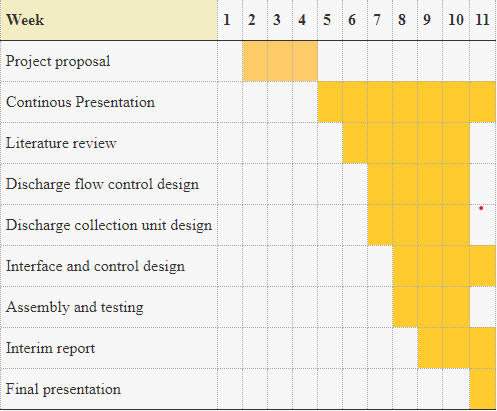 Week 1 2 3 4 5 6 7 8 9 10 11
Project proposal
Continous Presentation
Literature review
Discharge flow control design
Discharge collection unit design
Interface and control design
Assembly and testing
Interim report
Final presentation